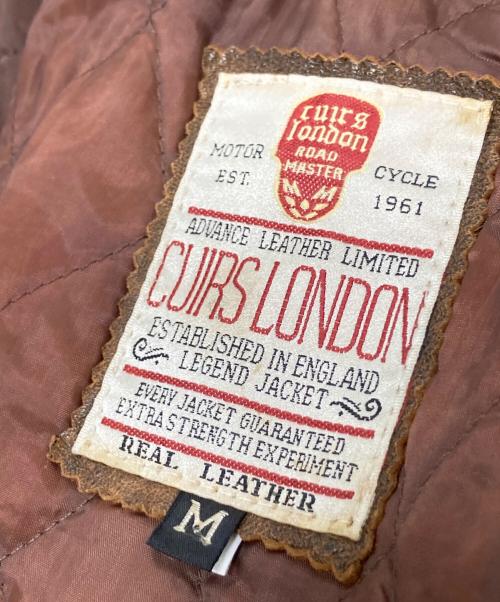 cuirs
london
ROAD
MASTER
M M
MOTOR CYCLE
EST. 1961
ADVANCE LEATHER LIMITED
CUIRS LONDON
ESTABLISHED IN ENGLAND
LEGEND JACKET
EVERY JACKET GUARANTEED
EXTRA STRENGTH EXPERIMENT
REAL LEATHER
M